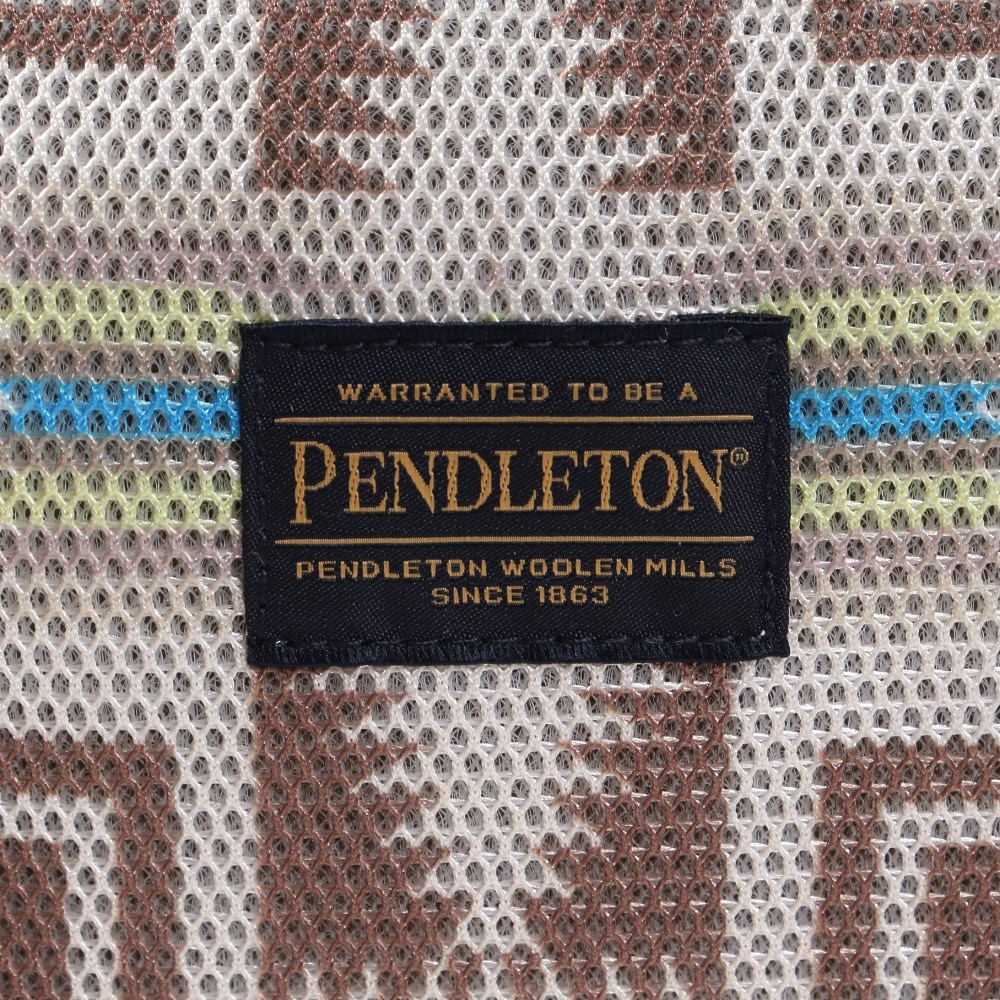 WARRANTED TO BE A
PENDLETON®
PENDLETON WOOLEN MILLS
SINCE 1863